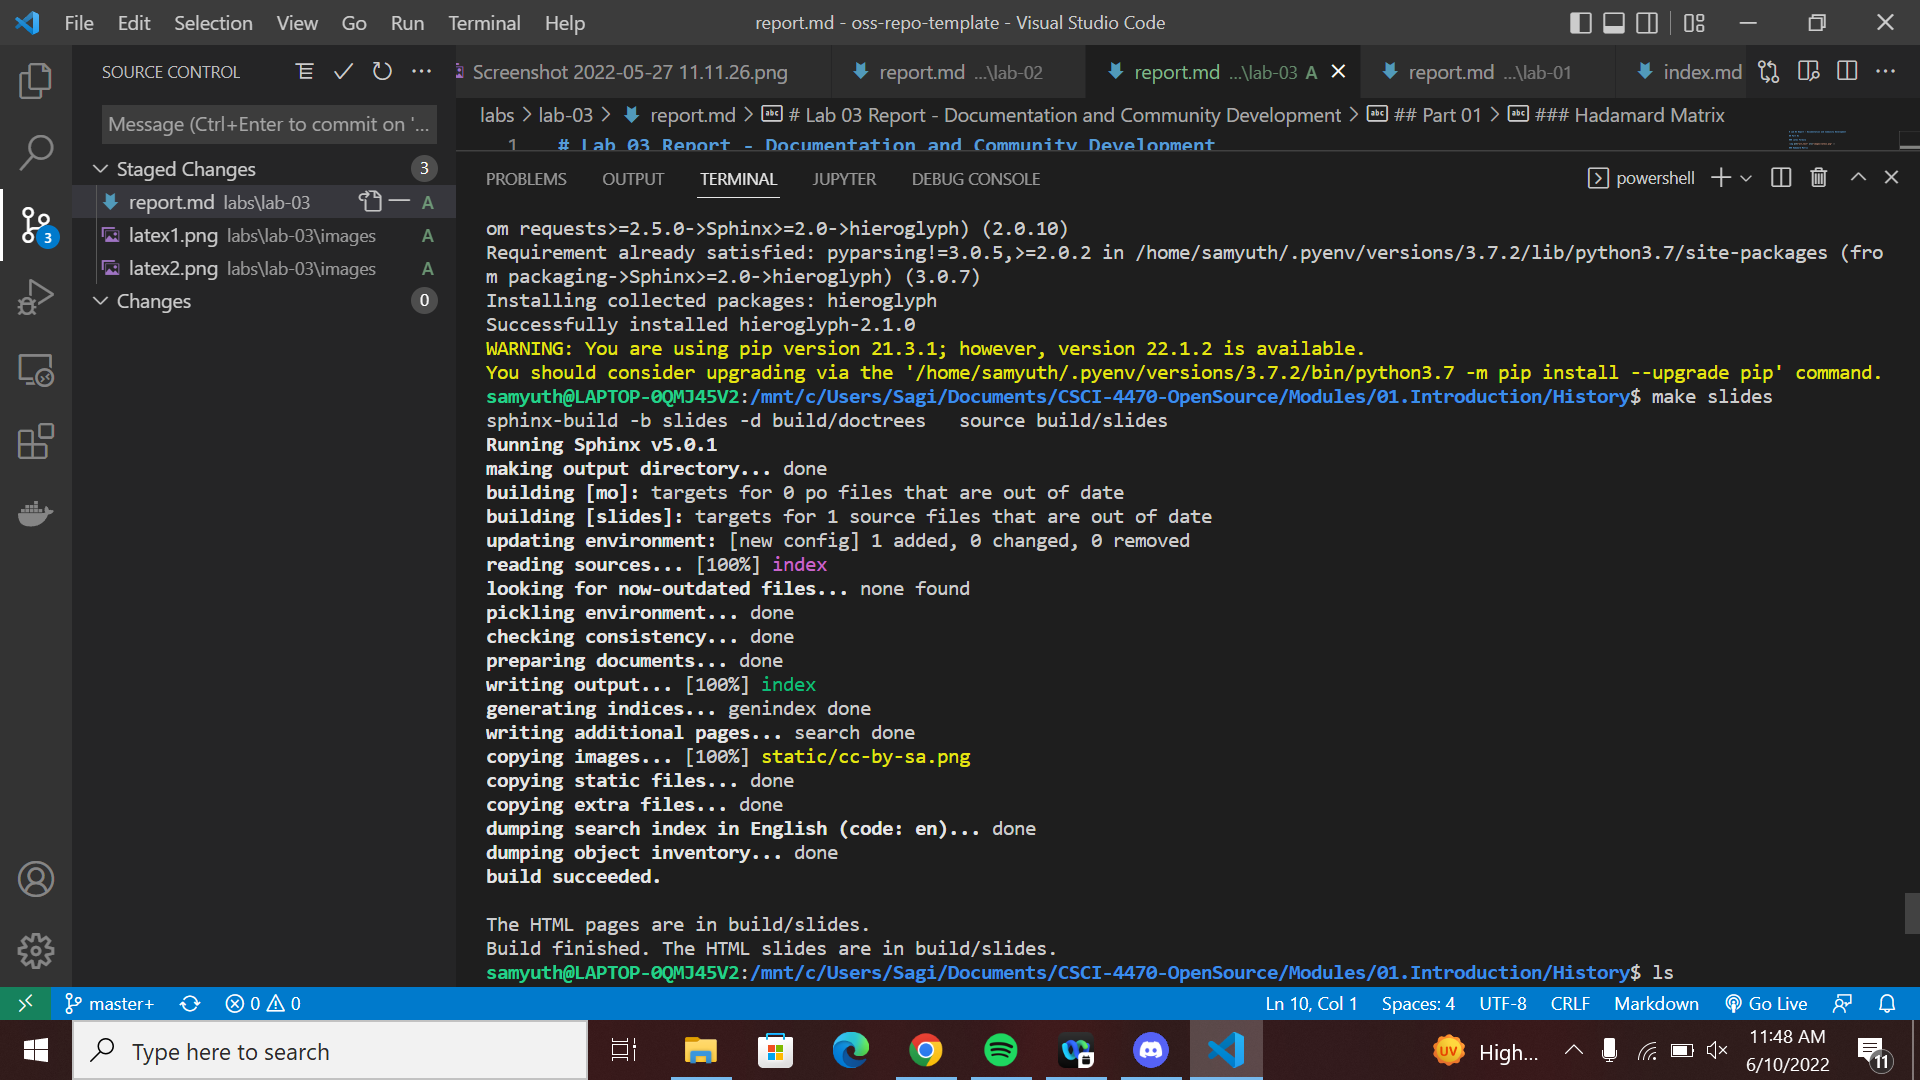 File Edit Selection View Go Run Terminal Help
report.md - oss-repo-template - Visual Studio Code
SOURCE CONTROL
Screenshot 2022-05-27 11.11.26.png
report.md ...\lab-02
report.md ...\lab-03 A
report.md ...\lab-01
index.md
Message (Ctrl+Enter to commit on '...
labs > lab-03 > report.md > # Lab 03 Report - Documentation and Community Development > ## Part 01 > ### Hadamard Matrix
1 # Lab 03 Report - Documentation and Community Development
Staged Changes 3
report.md labs\lab-03 A
latex1.png labs\lab-03\images A
latex2.png labs\lab-03\images A
Changes 0
3
PROBLEMS OUTPUT TERMINAL JUPYTER DEBUG CONSOLE
powershell
om requests>=2.5.0->Sphinx>=2.0->hieroglyph) (2.0.10)
Requirement already satisfied: pyparsing!=3.0.5,>=2.0.2 in /home/samyuth/.pyenv/versions/3.7.2/lib/python3.7/site-packages (fro
m packaging->Sphinx>=2.0->hieroglyph) (3.0.7)
Installing collected packages: hieroglyph
Successfully installed hieroglyph-2.1.0
WARNING: You are using pip version 21.3.1; however, version 22.1.2 is available.
You should consider upgrading via the '/home/samyuth/.pyenv/versions/3.7.2/bin/python3.7 -m pip install --upgrade pip' command.
samyuth@LAPTOP-0QMJ45V2:/mnt/c/Users/Sagi/Documents/CSCI-4470-OpenSource/Modules/01.Introduction/History$ make slides
sphinx-build -b slides -d build/doctrees   source build/slides
Running Sphinx v5.0.1
making output directory... done
building [mo]: targets for 0 po files that are out of date
building [slides]: targets for 1 source files that are out of date
updating environment: [new config] 1 added, 0 changed, 0 removed
reading sources... [100%] index
looking for now-outdated files... none found
pickling environment... done
checking consistency... done
preparing documents... done
writing output... [100%] index
generating indices... genindex done
writing additional pages... search done
copying images... [100%] static/cc-by-sa.png
copying static files... done
copying extra files... done
dumping search index in English (code: en)... done
dumping object inventory... done
build succeeded.
The HTML pages are in build/slides.
Build finished. The HTML slides are in build/slides.
samyuth@LAPTOP-0QMJ45V2:/mnt/c/Users/Sagi/Documents/CSCI-4470-OpenSource/Modules/01.Introduction/History$ ls
master+ 0 0
Ln 10, Col 1 Spaces: 4 UTF-8 CRLF Markdown Go Live
Type here to search
UV High...
11:48 AM
6/10/2022
11